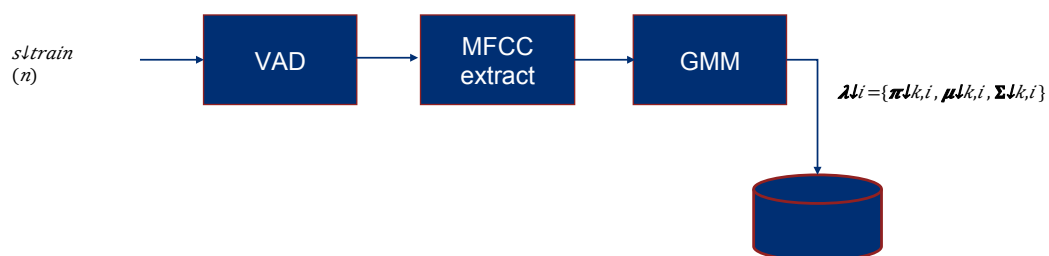 s↓train
(n)
VAD
MFCC
extract
GMM
λ↓i={π↓k,i , μ↓k,i , Σ↓k,i }